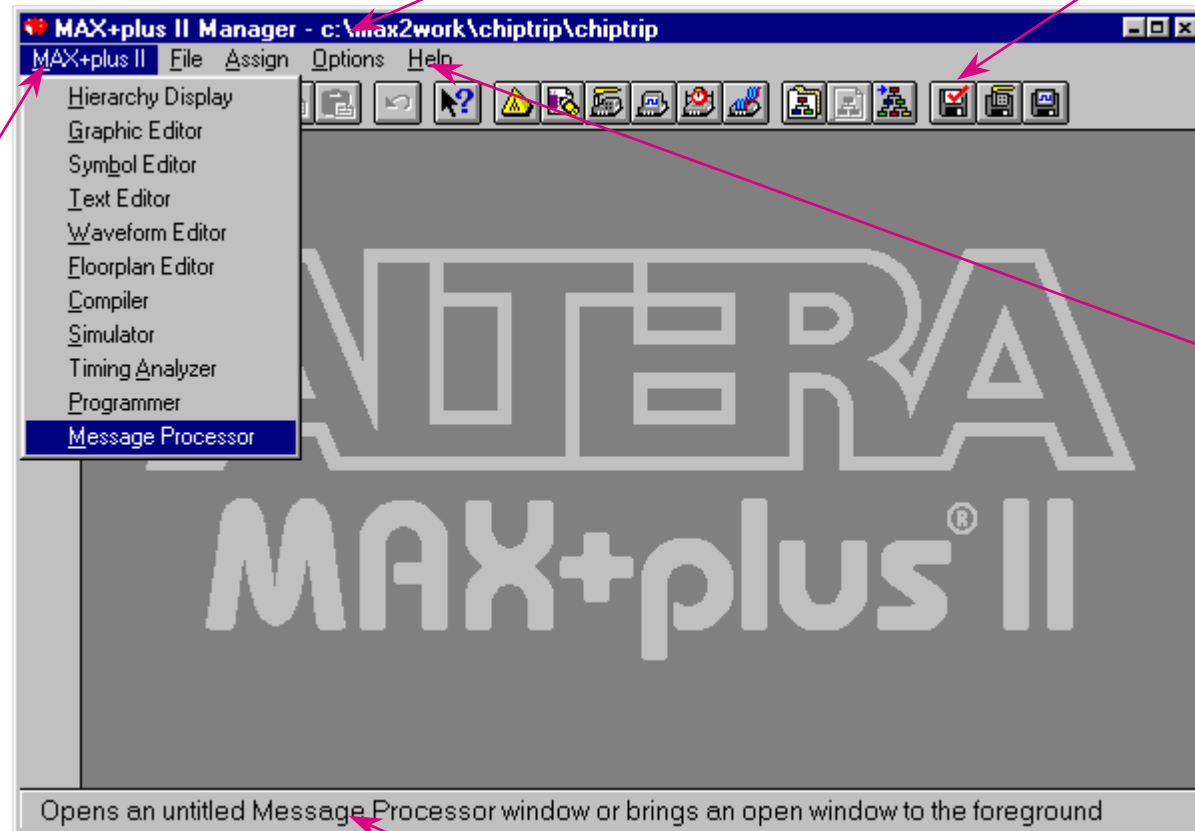 MAX+plus II Manager - c:\max2work\chiptrip\chiptrip
MAX+plus II File Assign Options Help
Hierarchy Display
Graphic Editor
Symbol Editor
Text Editor
Waveform Editor
Floorplan Editor
Compiler
Simulator
Timing Analyzer
Programmer
Message Processor
ALTERA
MAX+plus® II
Opens an untitled Message Processor window or brings an open window to the foreground